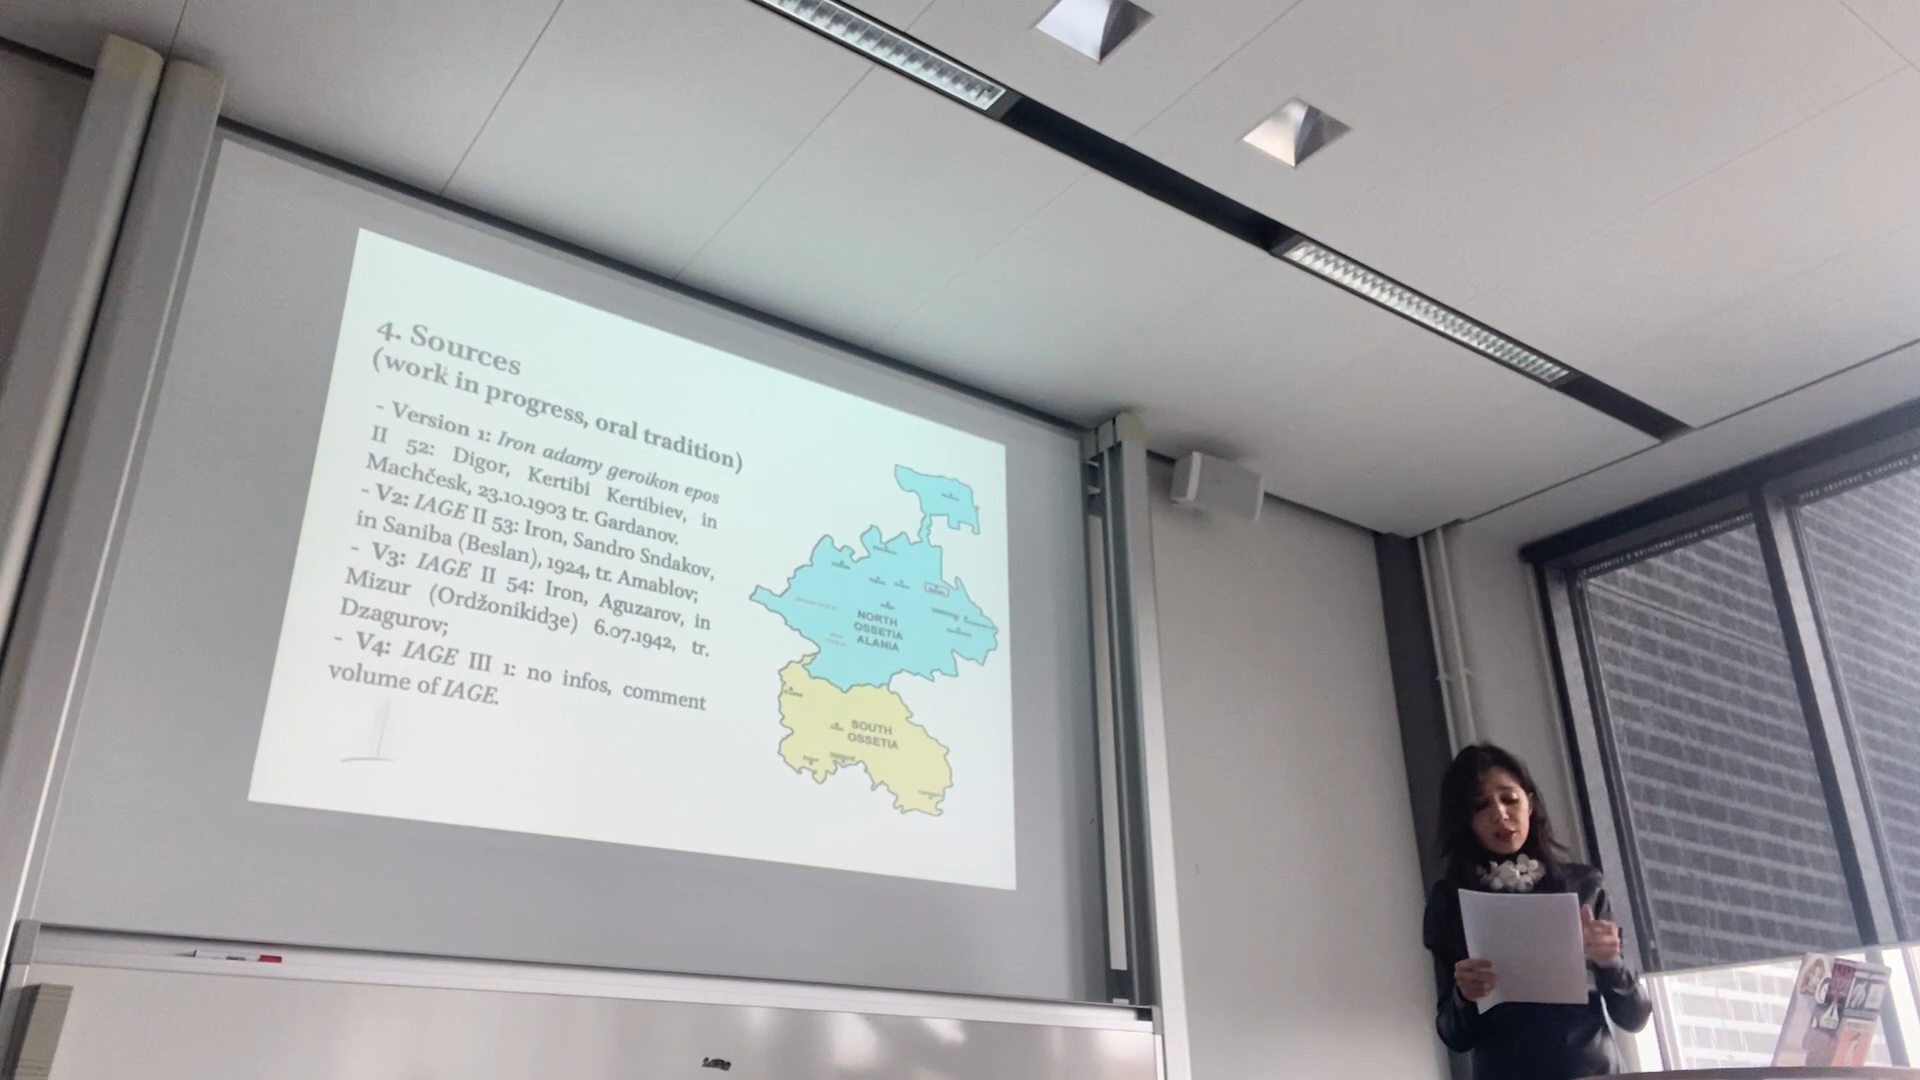 4. Sources
(work in progress, oral tradition)
- Version 1: Iron adamy geroikon epos
II 52: Digor, Kertibi Kertibiev, in
Machčesk, 23.10.1903 tr. Gardanov.
- V2: IAGE II 53: Iron, Sandro Sndakov,
in Saniba (Beslan), 1924, tr. Amablov;
- V3: IAGE II 54: Iron, Aguzarov, in
Mizur (Ordžonikidʒe) 6.07.1942, tr.
Dzagurov;
- V4: IAGE III 1: no infos, comment
volume of IAGE.
NORTH
OSSETIA
ALANIA
SOUTH
OSSETIA